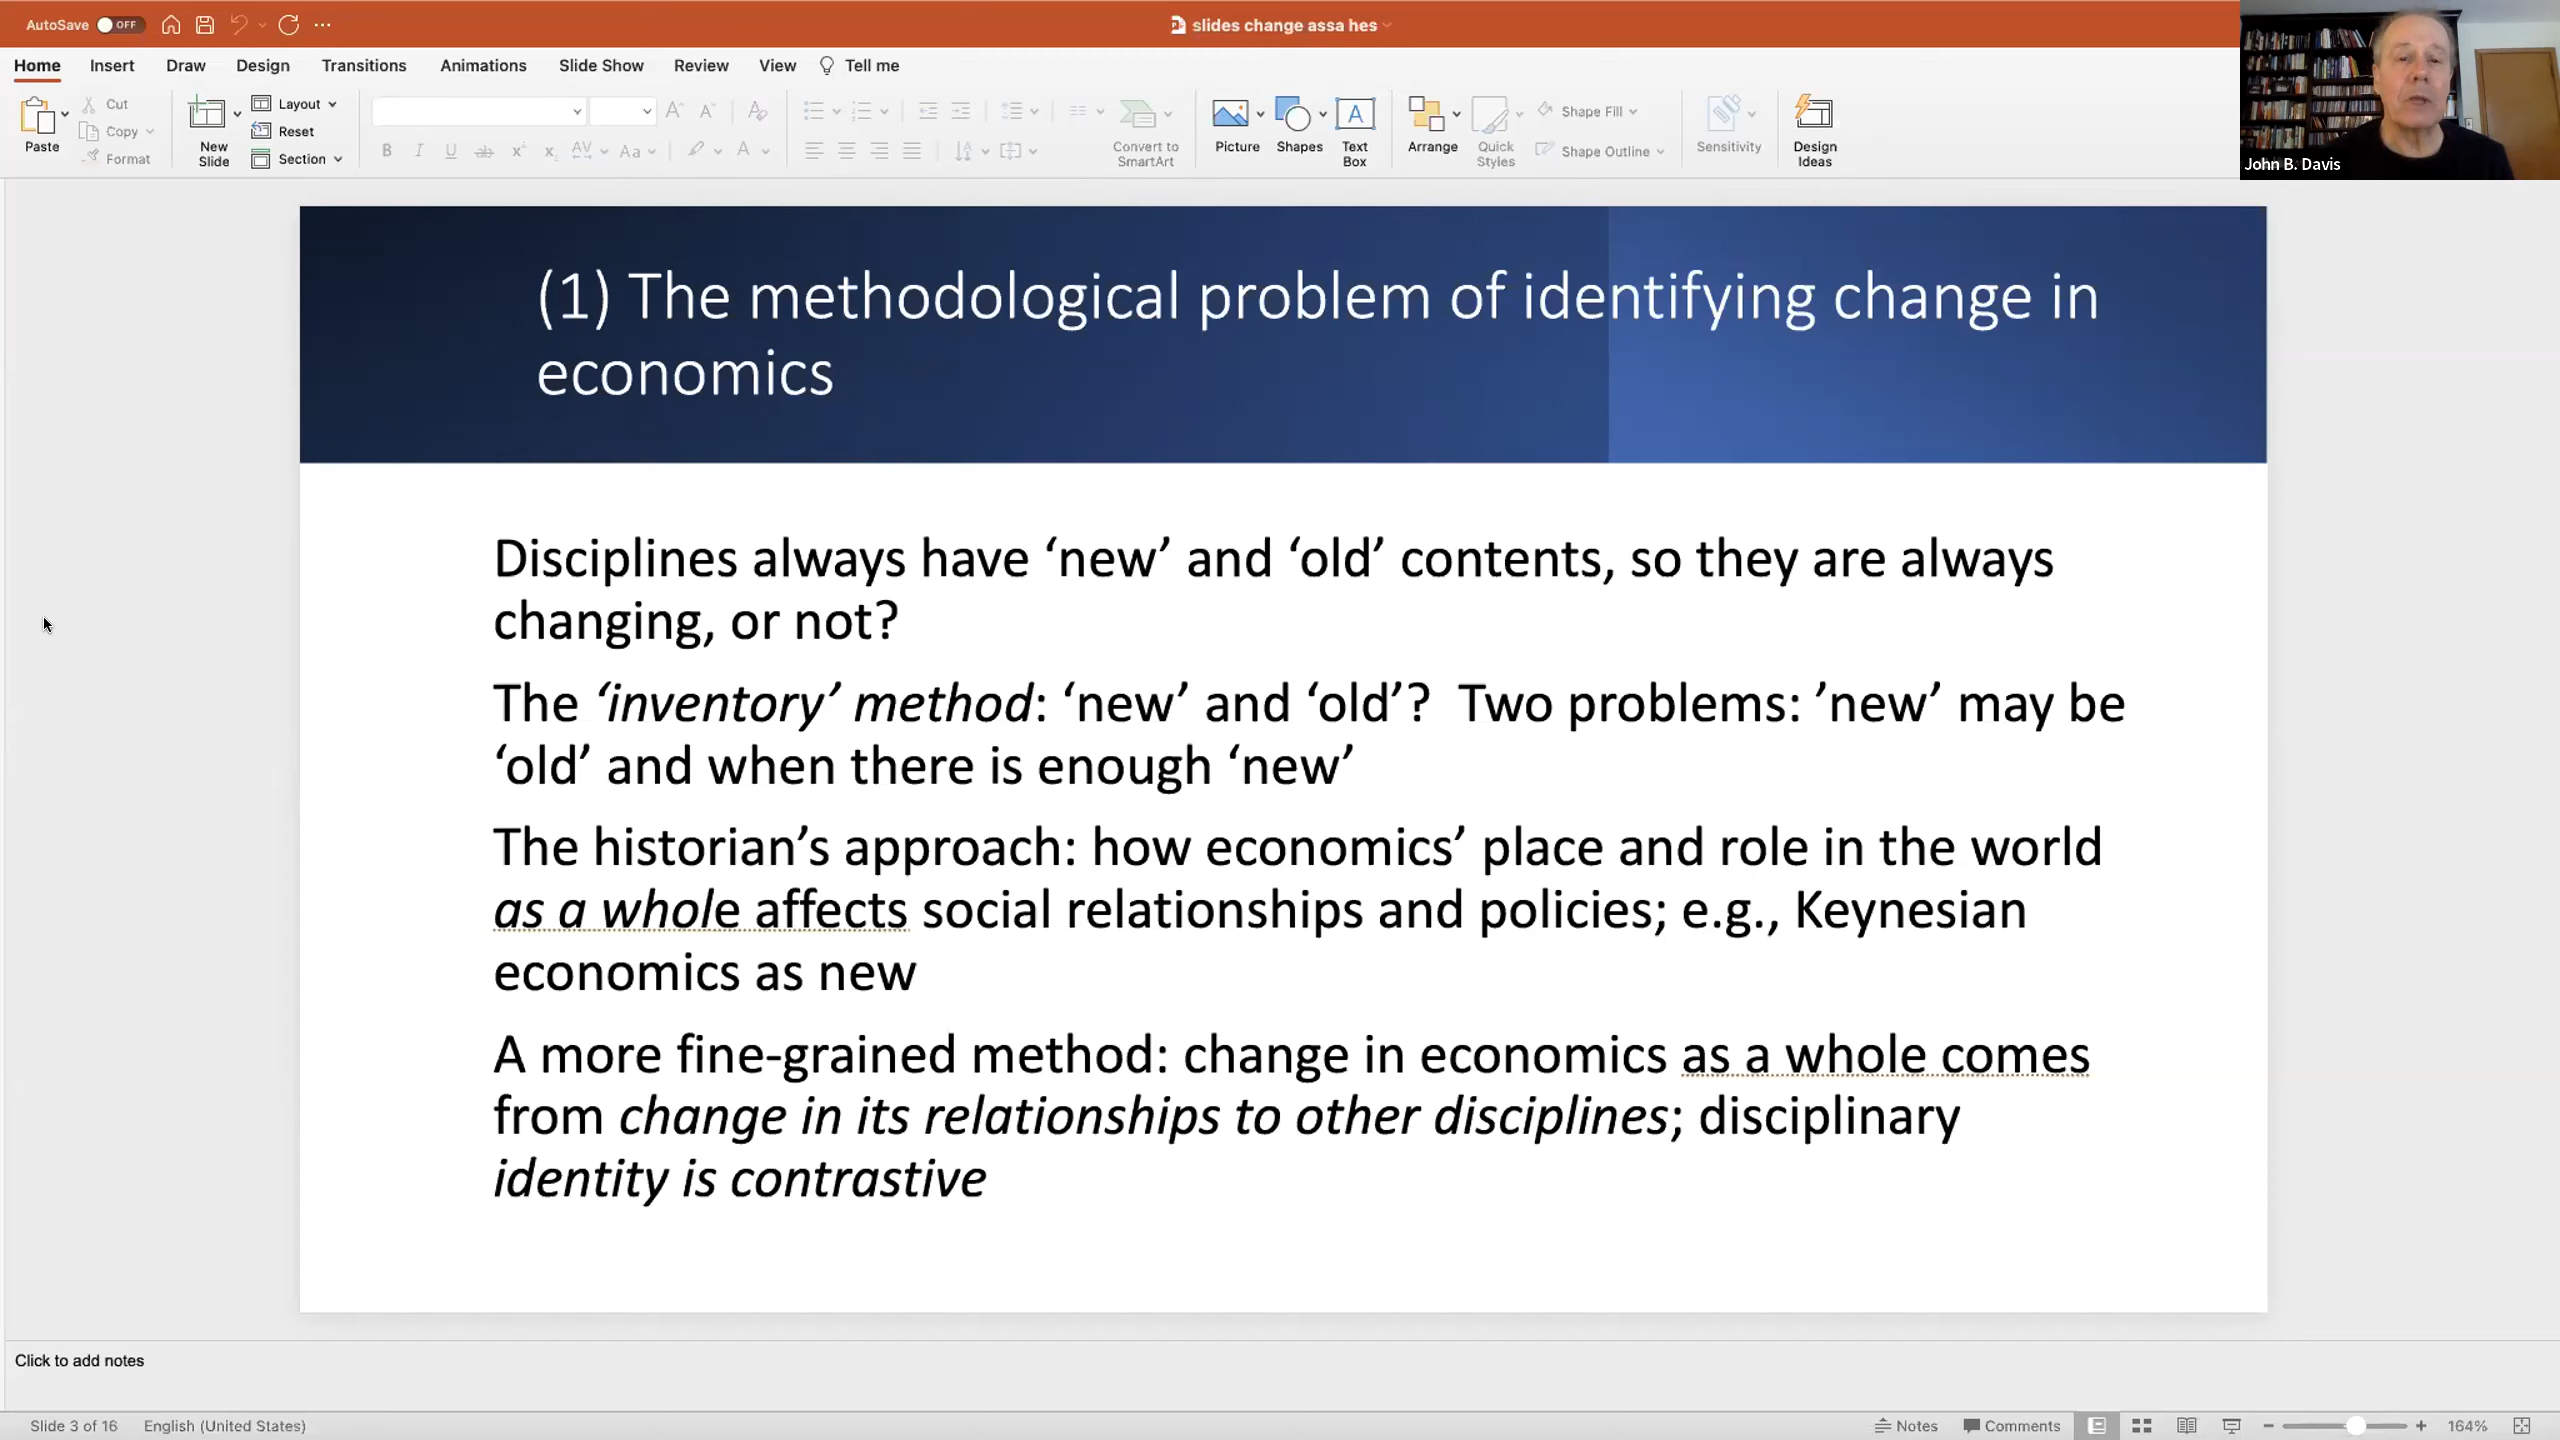 AutoSave OFF
slides change assa hes
Home Insert Draw Design Transitions Animations Slide Show Review View Tell me
Paste
Cut
Copy
Format
New Slide
Layout
Reset
Section
B I U ab x² x₂ AV Aa A
Convert to SmartArt
Picture
Shapes
Text Box
Arrange
Quick Styles
Shape Fill
Shape Outline
Sensitivity
Design Ideas
John B. Davis
(1) The methodological problem of identifying change in
economics
Disciplines always have ‘new’ and ‘old’ contents, so they are always
changing, or not?
The ‘inventory’ method: ‘new’ and ‘old’?  Two problems: ’new’ may be
‘old’ and when there is enough ‘new’
The historian’s approach: how economics’ place and role in the world
as a whole affects social relationships and policies; e.g., Keynesian
economics as new
A more fine-grained method: change in economics as a whole comes
from change in its relationships to other disciplines; disciplinary
identity is contrastive
Click to add notes
Slide 3 of 16 English (United States)
Notes Comments 164%